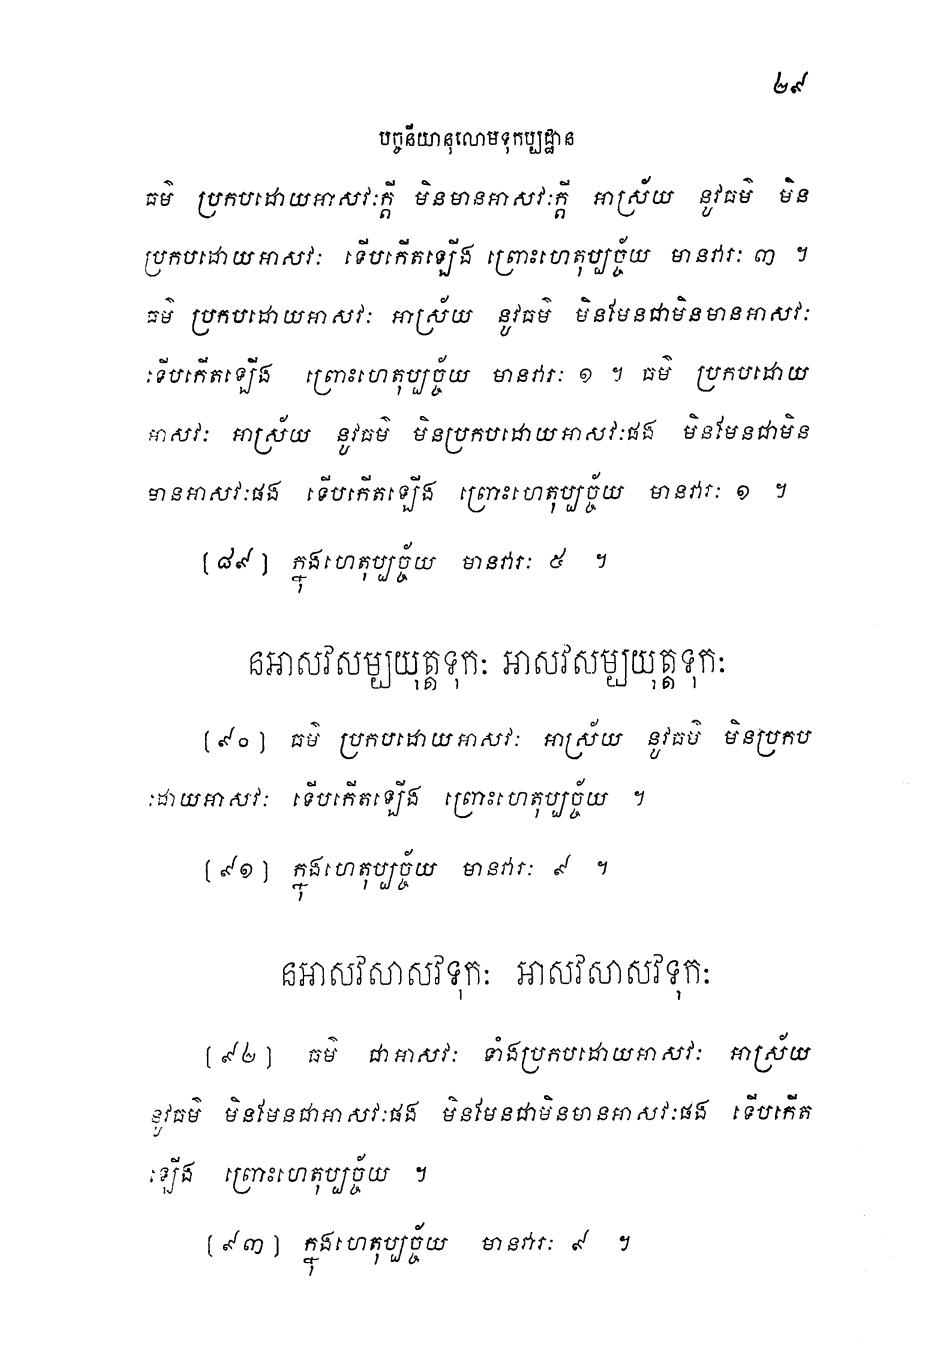 ២៩
បច្ចនីយានុលោមទុកប្បដ្ឋាន
ធម៌ ប្រកបដោយអាសវៈក្តី មិនមានអាសវៈក្តី អាស្រ័យ នូវធម៌ មិន
ប្រកបដោយអាសវៈ ទើបកើតឡើង ព្រោះហេតុប្បច្ច័យ មានវារៈ ៣ ។
ធម៌ ប្រកបដោយអាសវៈ អាស្រ័យ នូវធម៌ មិនមែនជាមិនមានអាសវៈ
ទើបកើតឡើង ព្រោះហេតុប្បច្ច័យ មានវារៈ ១ ។ ធម៌ ប្រកបដោយ
អាសវៈ អាស្រ័យ នូវធម៌ មិនប្រកបដោយអាសវៈផង មិនមែនជាមិន
មានអាសវៈផង ទើបកើតឡើង ព្រោះហេតុប្បច្ច័យ មានវារៈ ១ ។
[៨៩] ក្នុងហេតុប្បច្ច័យ មានវារៈ ៥ ។
នអាសវសម្បយុត្តទុកៈ អាសវសម្បយុត្តទុកៈ
[៩០] ធម៌ ប្រកបដោយអាសវៈ អាស្រ័យ នូវធម៌ មិនប្រកប
ដោយអាសវៈ ទើបកើតឡើង ព្រោះហេតុប្បច្ច័យ ។
[៩១] ក្នុងហេតុប្បច្ច័យ មានវារៈ ៩ ។
នអាសវសាសវទុកៈ អាសវសាសវទុកៈ
[៩២] ធម៌ ជាអាសវៈ ទាំងប្រកបដោយអាសវៈ អាស្រ័យ
នូវធម៌ មិនមែនជាអាសវៈផង មិនមែនជាមិនមានអាសវៈផង ទើបកើត
ឡើង ព្រោះហេតុប្បច្ច័យ ។
[៩៣] ក្នុងហេតុប្បច្ច័យ មានវារៈ ៩ ។